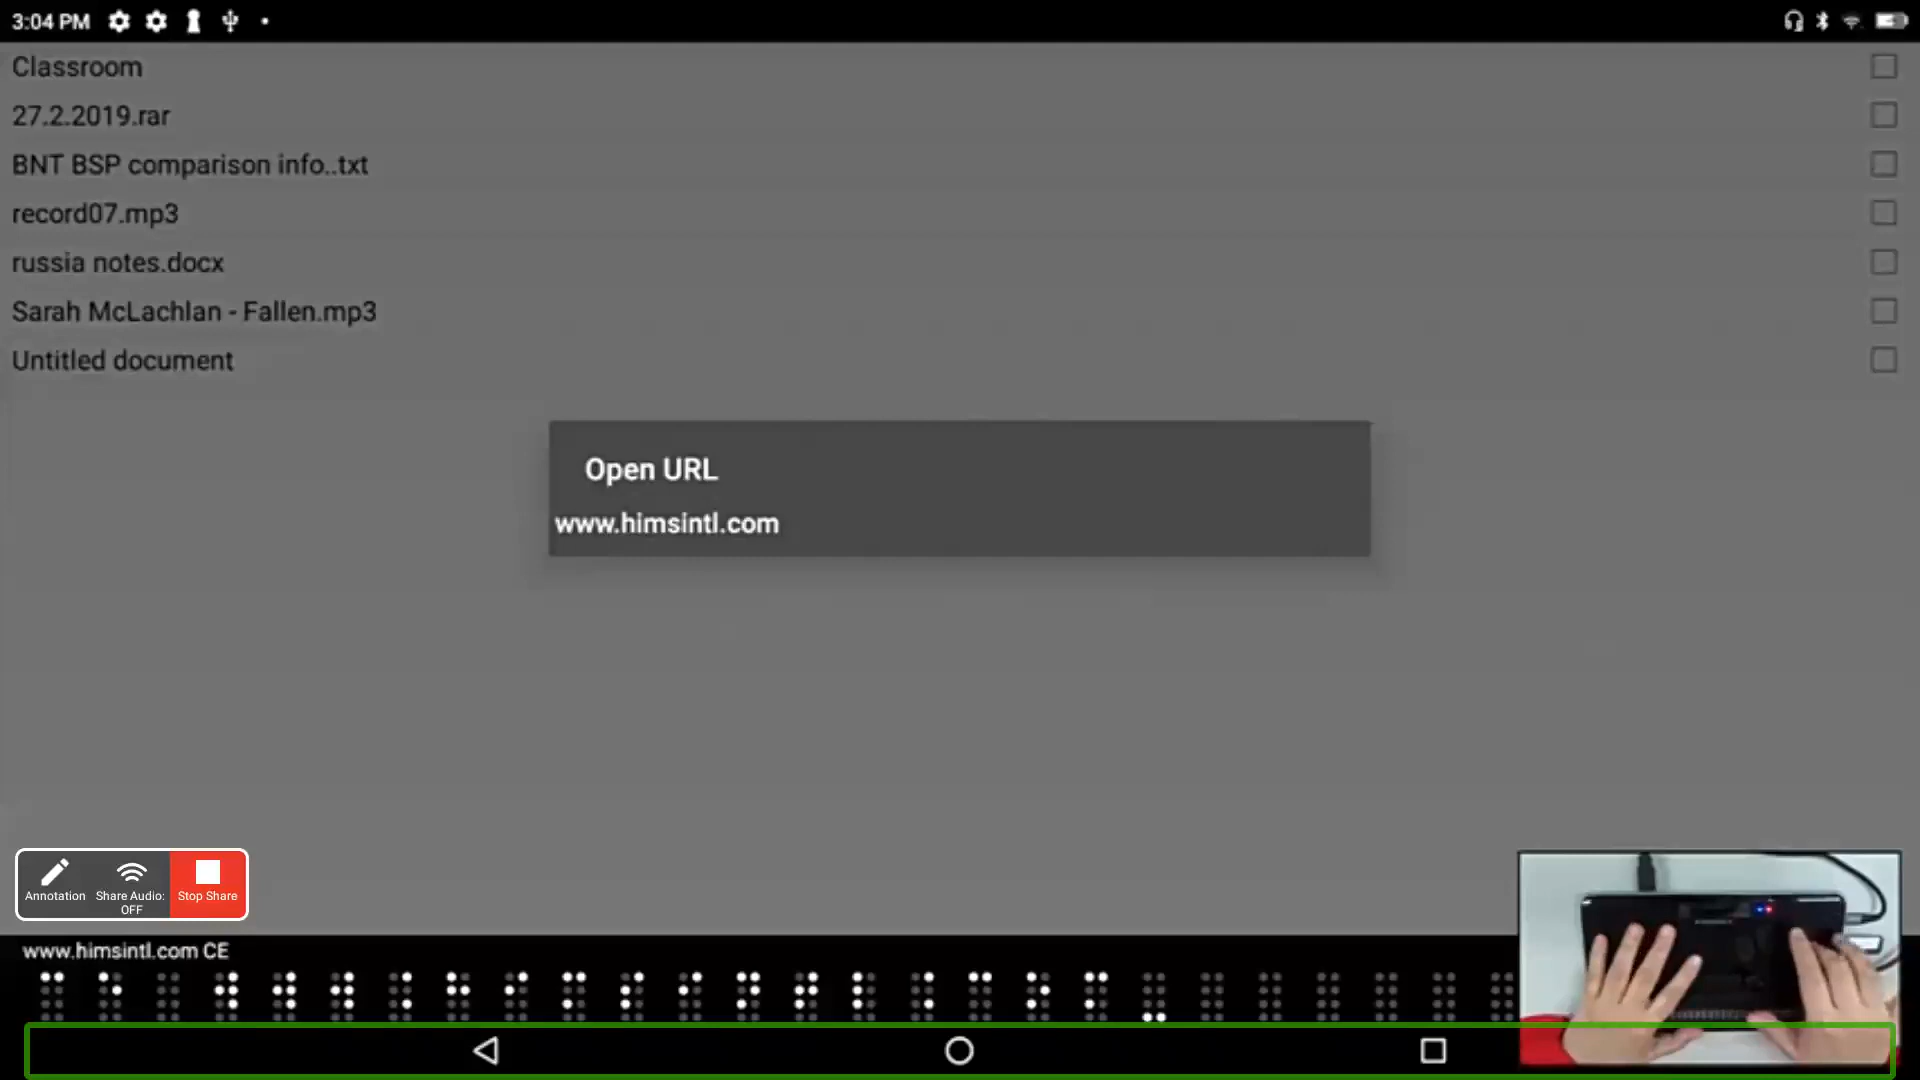 3:04 PM
Classroom
27.2.2019.rar
BNT BSP comparison info..txt
record07.mp3
russia notes.docx
Sarah McLachlan - Fallen.mp3
Untitled document
Open URL
www.himsintl.com
Annotation
Share Audio:
OFF
Stop Share
www.himsintl.com CE